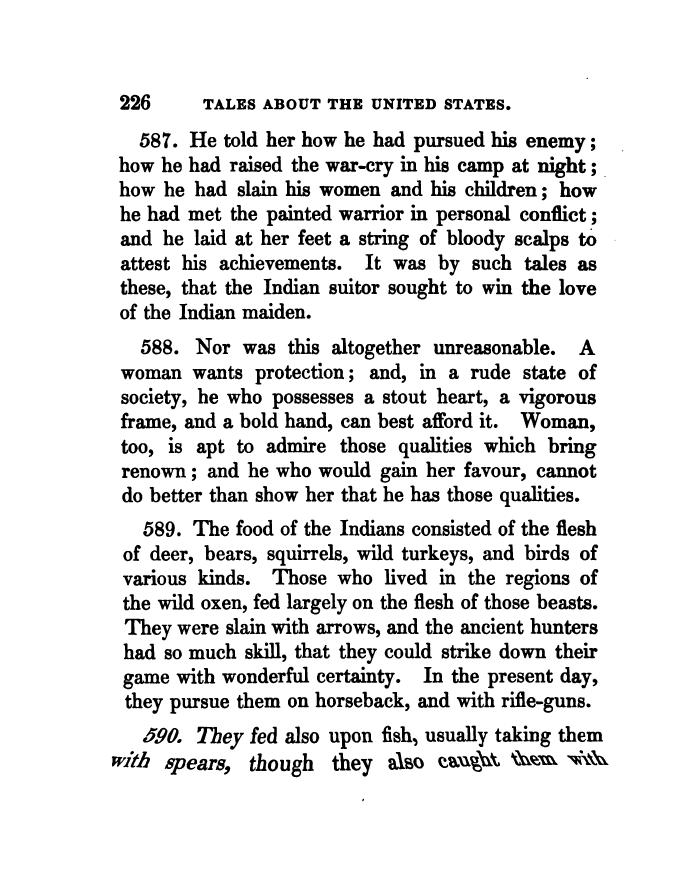 226 TALES ABOUT THE UNITED STATES.
587. He told her how he had pursued his enemy;
how he had raised the war-cry in his camp at night;
how he had slain his women and his children; how
he had met the painted warrior in personal conflict;
and he laid at her feet a string of bloody scalps to
attest his achievements. It was by such tales as
these, that the Indian suitor sought to win the love
of the Indian maiden.
588. Nor was this altogether unreasonable. A
woman wants protection; and, in a rude state of
society, he who possesses a stout heart, a vigorous
frame, and a bold hand, can best afford it. Woman,
too, is apt to admire those qualities which bring
renown; and he who would gain her favour, cannot
do better than show her that he has those qualities.
589. The food of the Indians consisted of the flesh
of deer, bears, squirrels, wild turkeys, and birds of
various kinds. Those who lived in the regions of
the wild oxen, fed largely on the flesh of those beasts.
They were slain with arrows, and the ancient hunters
had so much skill, that they could strike down their
game with wonderful certainty. In the present day,
they pursue them on horseback, and with rifle-guns.
590. They fed also upon fish, usually taking them
with spears, though they also caught them with